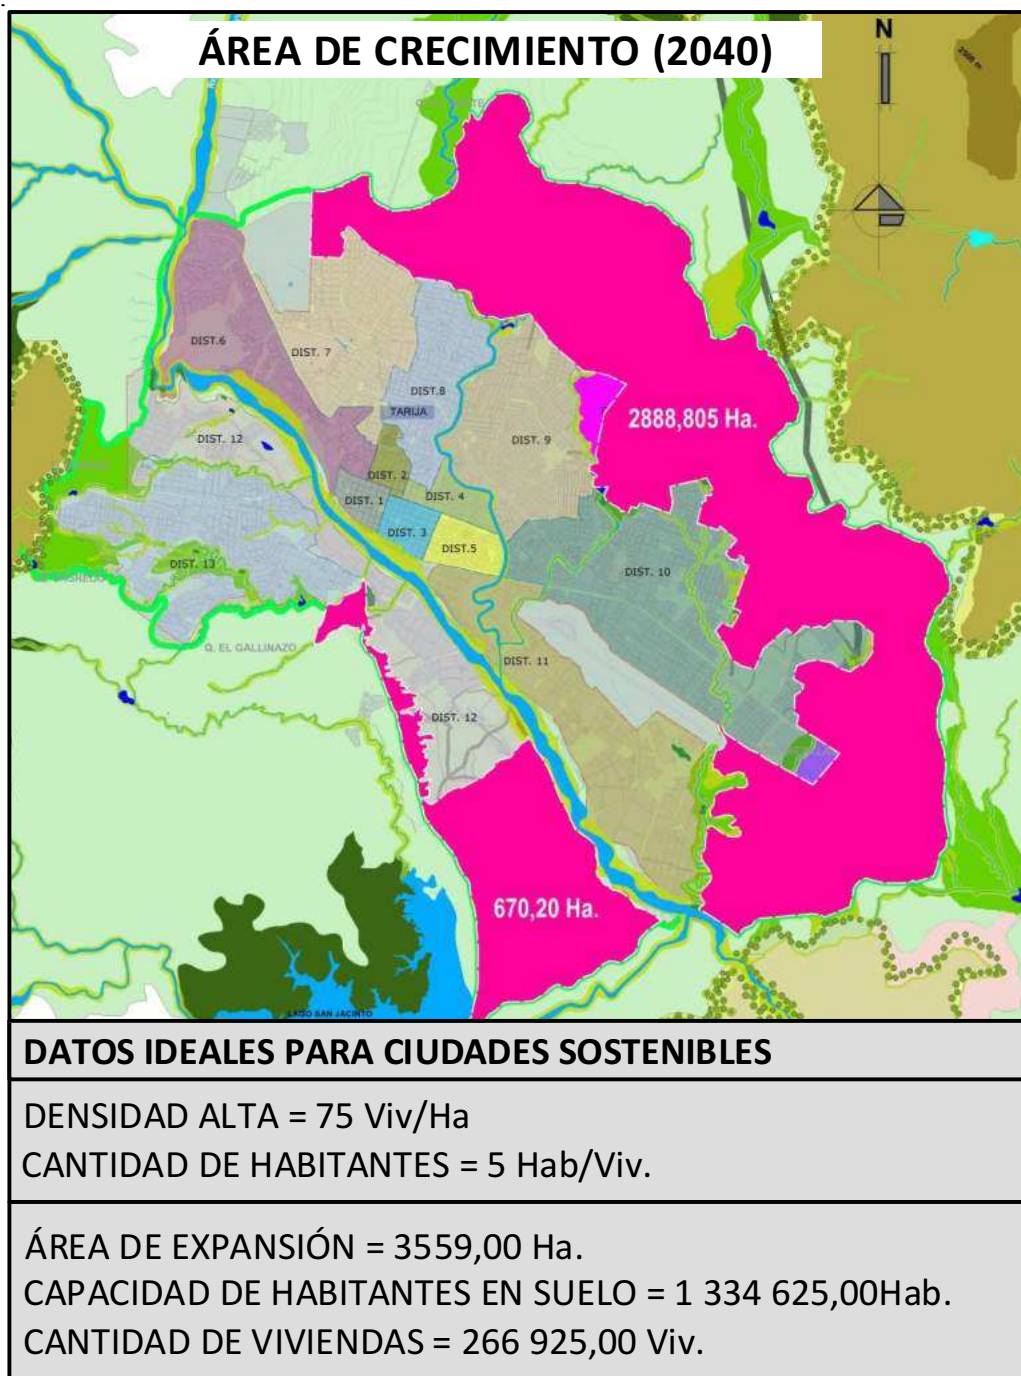 ÁREA DE CRECIMIENTO (2040)
N
2500 m
DIST.6
DIST. 7
DIST.8
TARIJA
2888,805 Ha.
DIST. 12
DIST. 9
DIST. 2
DIST. 1
DIST. 4
DIST. 3
DIST.5
DIST. 13
DIST. 10
Q. EL GALLINAZO
DIST. 11
DIST. 12
670,20 Ha.
LAGO SAN JACINTO
DATOS IDEALES PARA CIUDADES SOSTENIBLES
DENSIDAD ALTA = 75 Viv/Ha
CANTIDAD DE HABITANTES = 5 Hab/Viv.
ÁREA DE EXPANSIÓN = 3559,00 Ha.
CAPACIDAD DE HABITANTES EN SUELO = 1 334 625,00Hab.
CANTIDAD DE VIVIENDAS = 266 925,00 Viv.